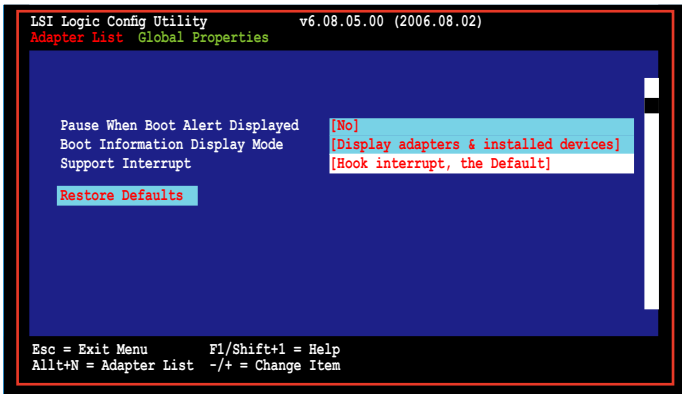 LSI Logic Config Utility v6.08.05.00 (2006.08.02)
Adapter List Global Properties
Pause When Boot Alert Displayed [No]
Boot Information Display Mode [Display adapters & installed devices]
Support Interrupt [Hook interrupt, the Default]
Restore Defaults
Esc = Exit Menu F1/Shift+1 = Help
Allt+N = Adapter List -/+ = Change Item